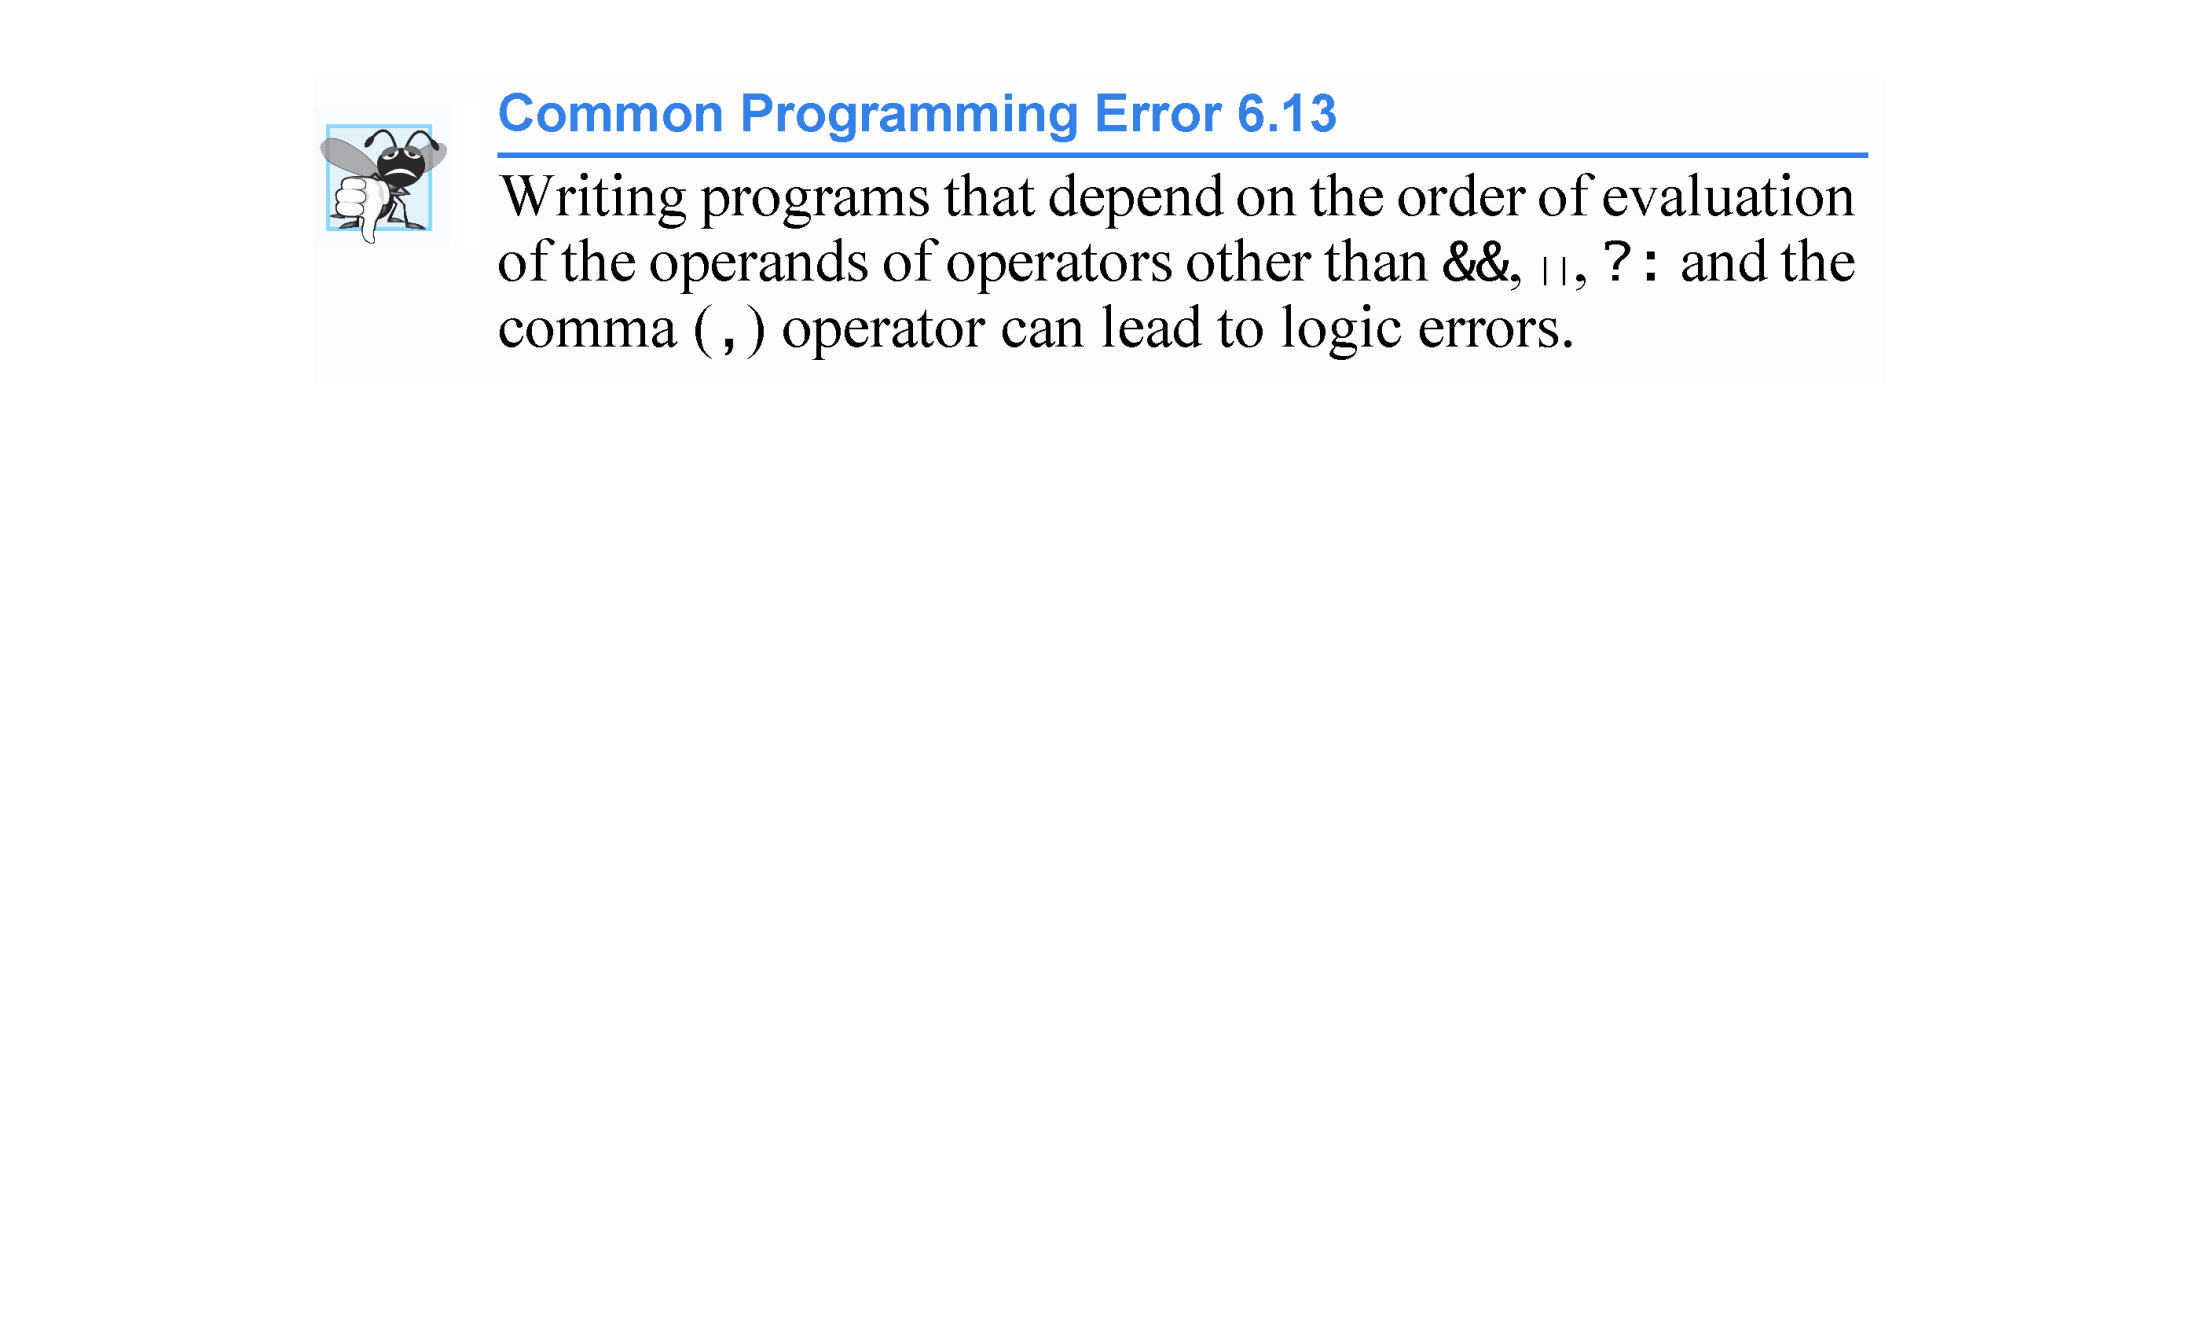 Common Programming Error 6.13
Writing programs that depend on the order of evaluation
of the operands of operators other than &&, ||, ?: and the
comma (,) operator can lead to logic errors.